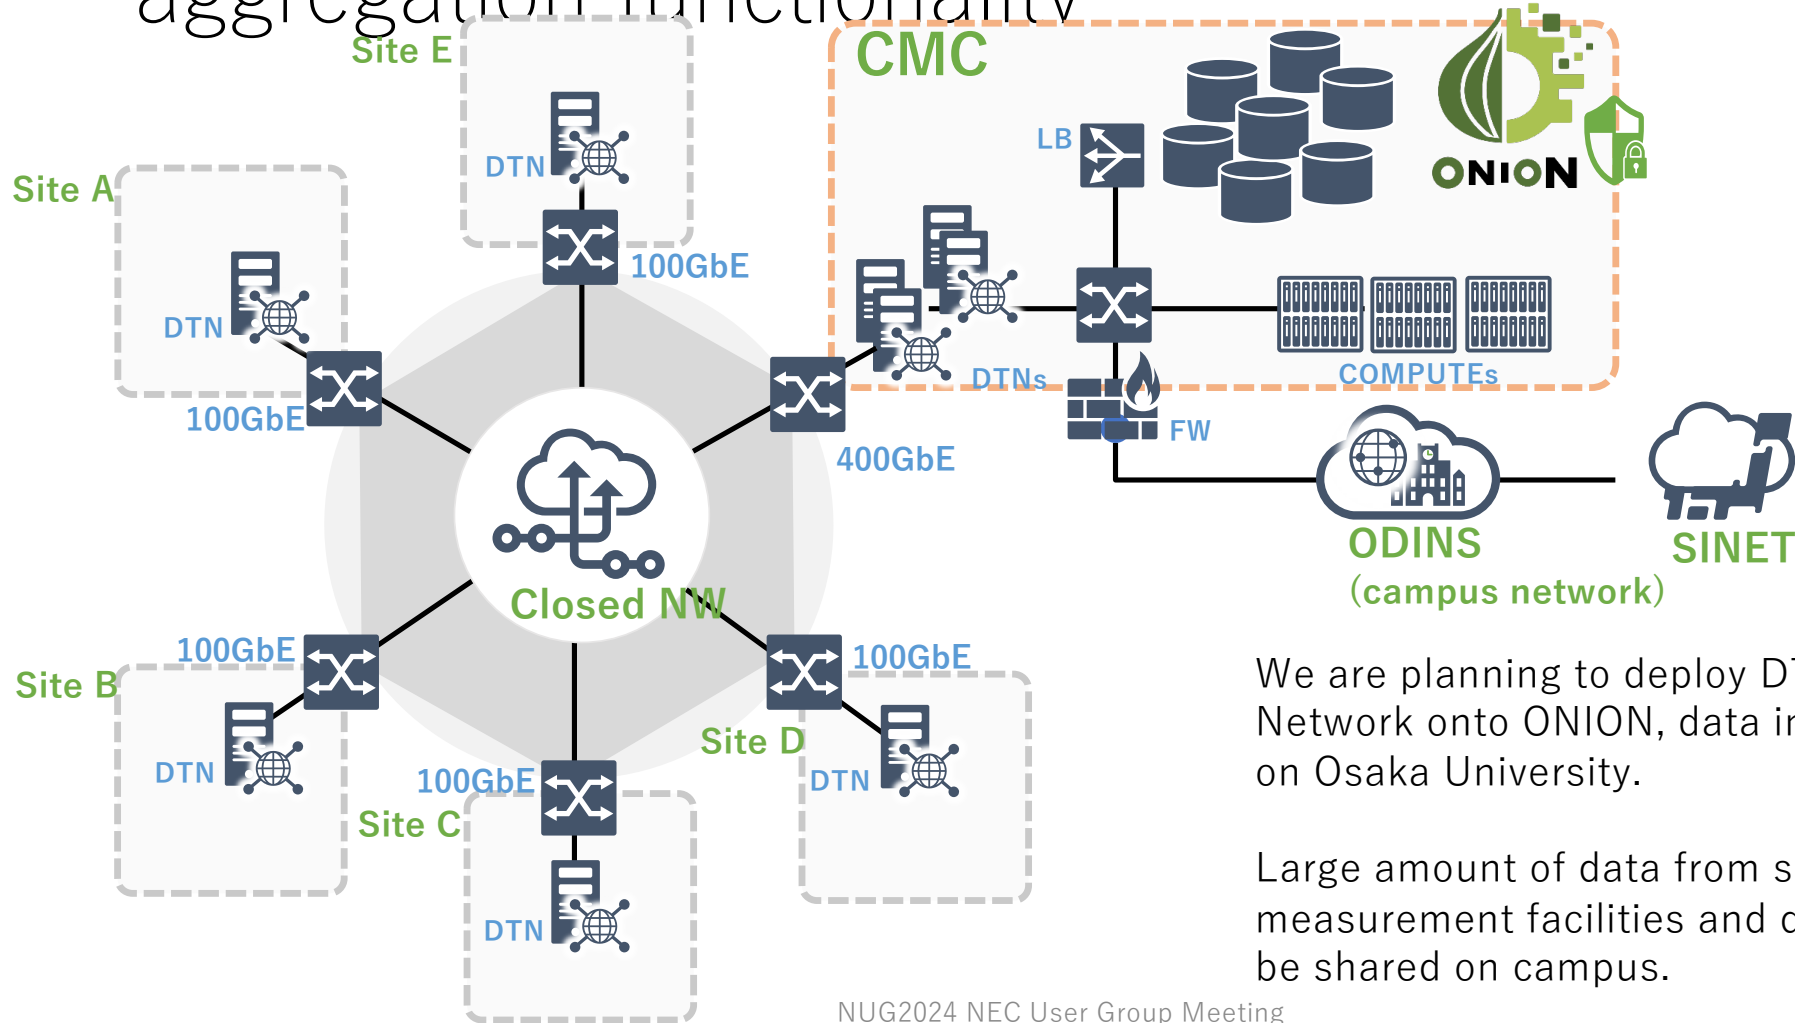 aggregation functionality
Site E
CMC
ONION
LB
DTN
Site A
100GbE
DTN
DTNs
COMPUTEs
100GbE
400GbE
FW
ODINS
(campus network)
SINET
Closed NW
100GbE
100GbE
Site B
Site D
DTN
100GbE
DTN
Site C
DTN
We are planning to deploy
Network onto ONION, data
on Osaka University.
Large amount of data from
measurement facilities and
be shared on campus.
NUG2024 NEC User Group Meeting